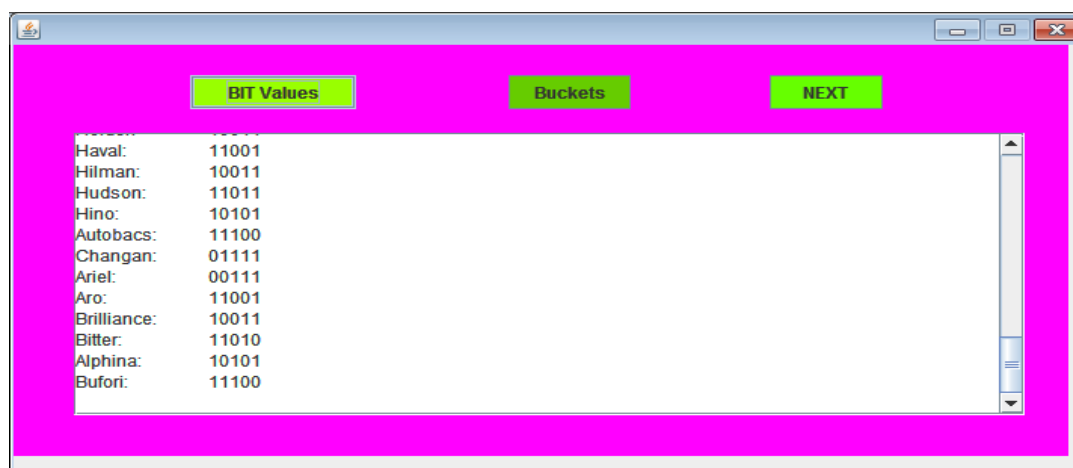 BIT Values Buckets NEXT
Haval: 11001
Hilman: 10011
Hudson: 11011
Hino: 10101
Autobacs: 11100
Changan: 01111
Ariel: 00111
Aro: 11001
Brilliance: 10011
Bitter: 11010
Alphina: 10101
Bufori: 11100